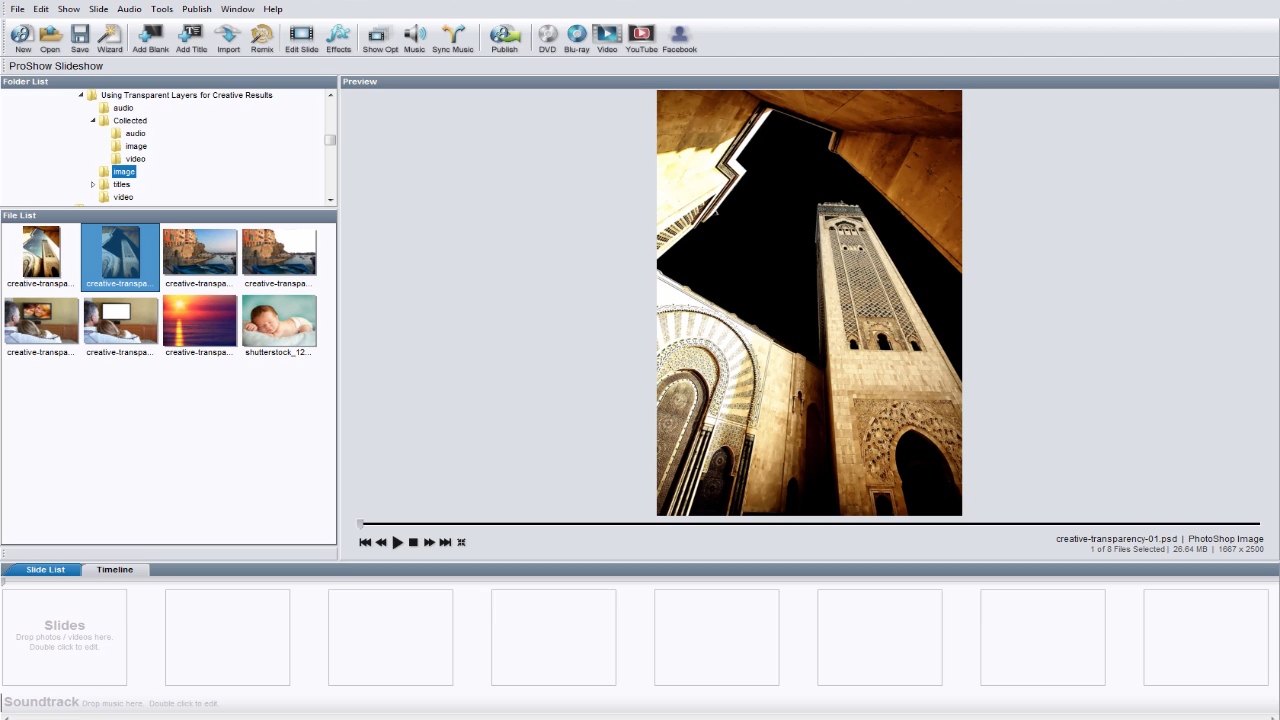 File Edit Show Slide Audio Tools Publish Window Help
New Open Save Wizard Add Blank Add Title Import Remix Edit Slide Effects Show Opt Music Sync Music Publish DVD Blu-ray Video YouTube Facebook
ProShow Slideshow
Folder List
Using Transparent Layers for Creative Results
audio
Collected
audio
image
video
image
titles
video
File List
creative-transpa... creative-transpa... creative-transpa... creative-transpa...
creative-transpa... creative-transpa... creative-transpa... shutterstock_12...
Preview
creative-transparency-01.psd | PhotoShop Image
1 of 8 Files Selected | 26.64 MB | 1667 x 2500
Slide List Timeline
Slides
Drop photos / videos here.
Double click to edit.
Soundtrack Drop music here. Double click to edit.